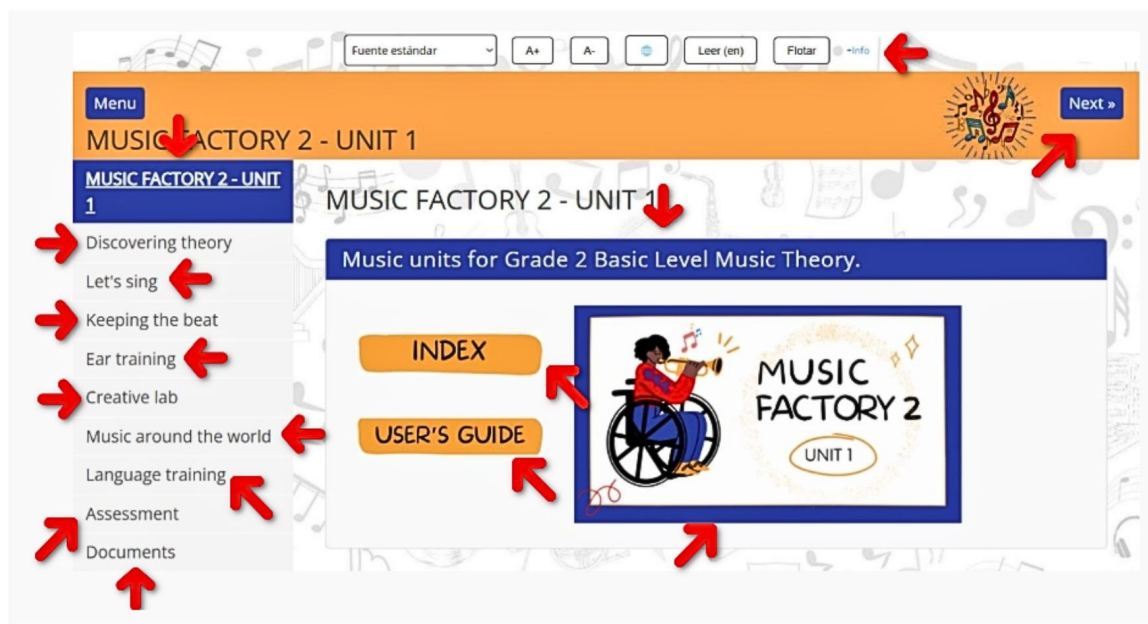 Fuente estándar A+ A- Leer (en) Flotar +Info
Menu Next »
MUSIC FACTORY 2 - UNIT 1
MUSIC FACTORY 2 - UNIT
1
Discovering theory
Let's sing
Keeping the beat
Ear training
Creative lab
Music around the world
Language training
Assessment
Documents
MUSIC FACTORY 2 - UNIT 1
Music units for Grade 2 Basic Level Music Theory.
INDEX
USER'S GUIDE
MUSIC
FACTORY 2
UNIT 1